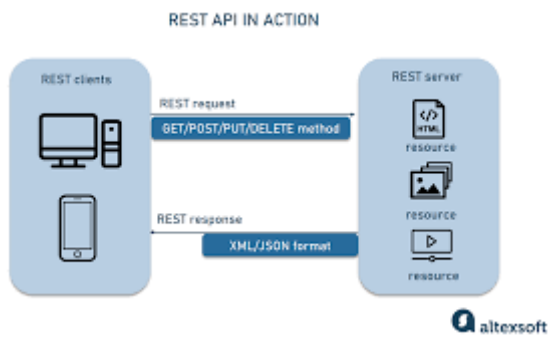 REST API IN ACTION
REST clients
REST server
REST request
GET/POST/PUT/DELETE method
</>
HTML
resource
resource
REST response
XML/JSON format
resource
altexsoft